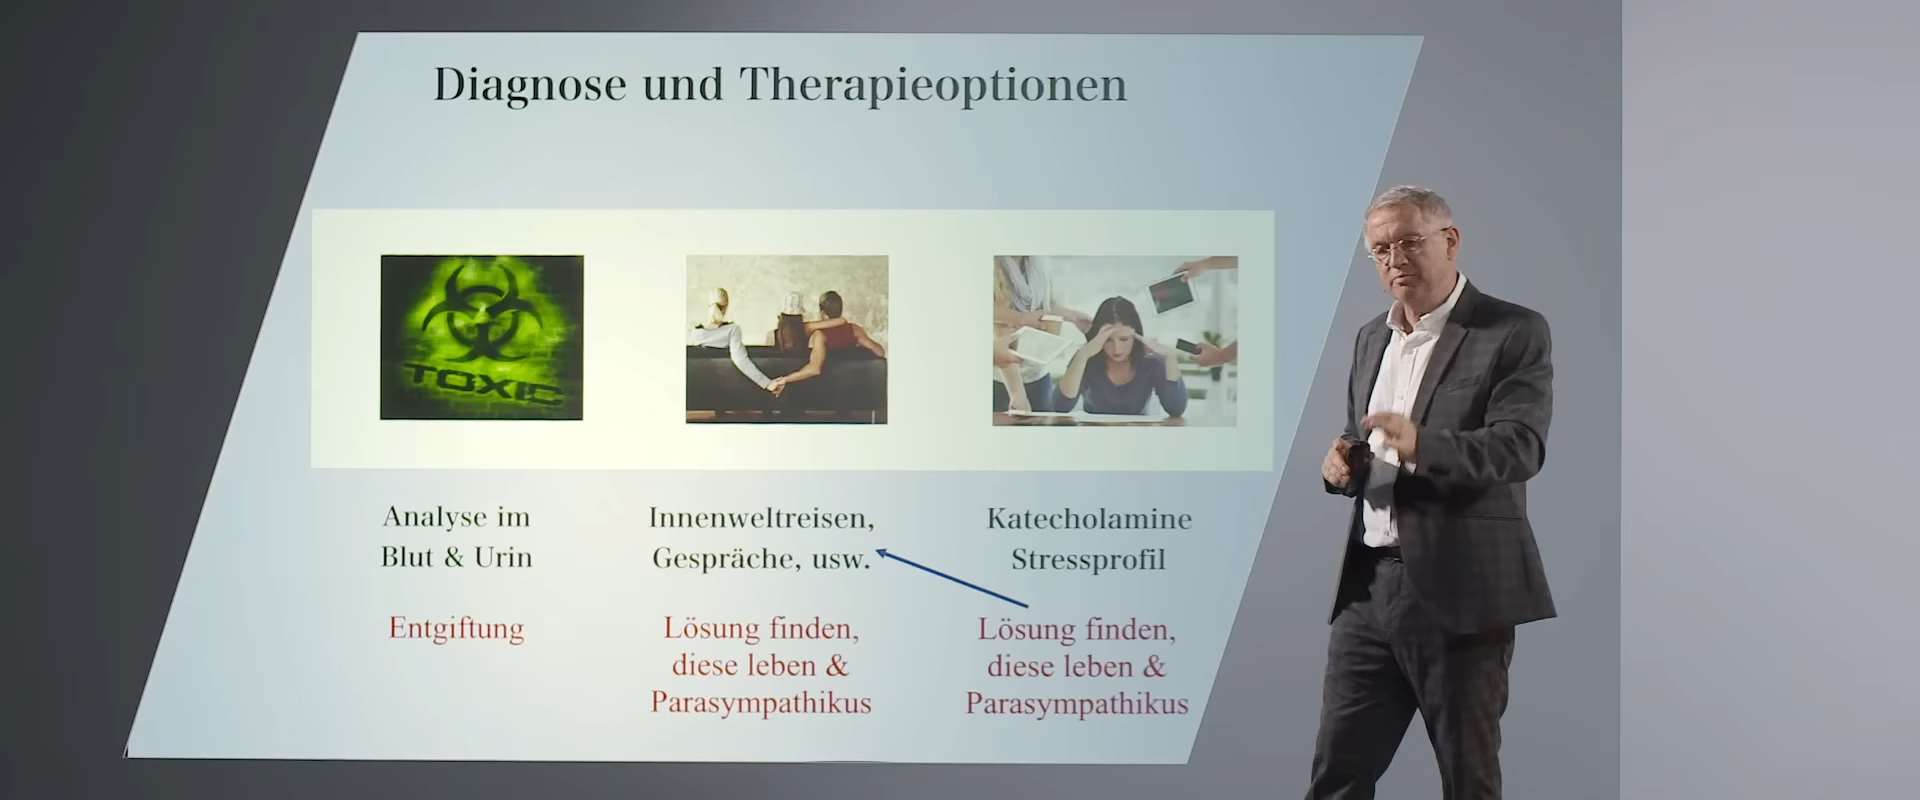 Diagnose und Therapieoptionen
TOXIC
Analyse im
Blut & Urin
Entgiftung
Innenweltreisen,
Gespräche, usw.
Lösung finden,
diese leben &
Parasympathikus
Katecholamine
Stressprofil
Lösung finden,
diese leben &
Parasympathikus